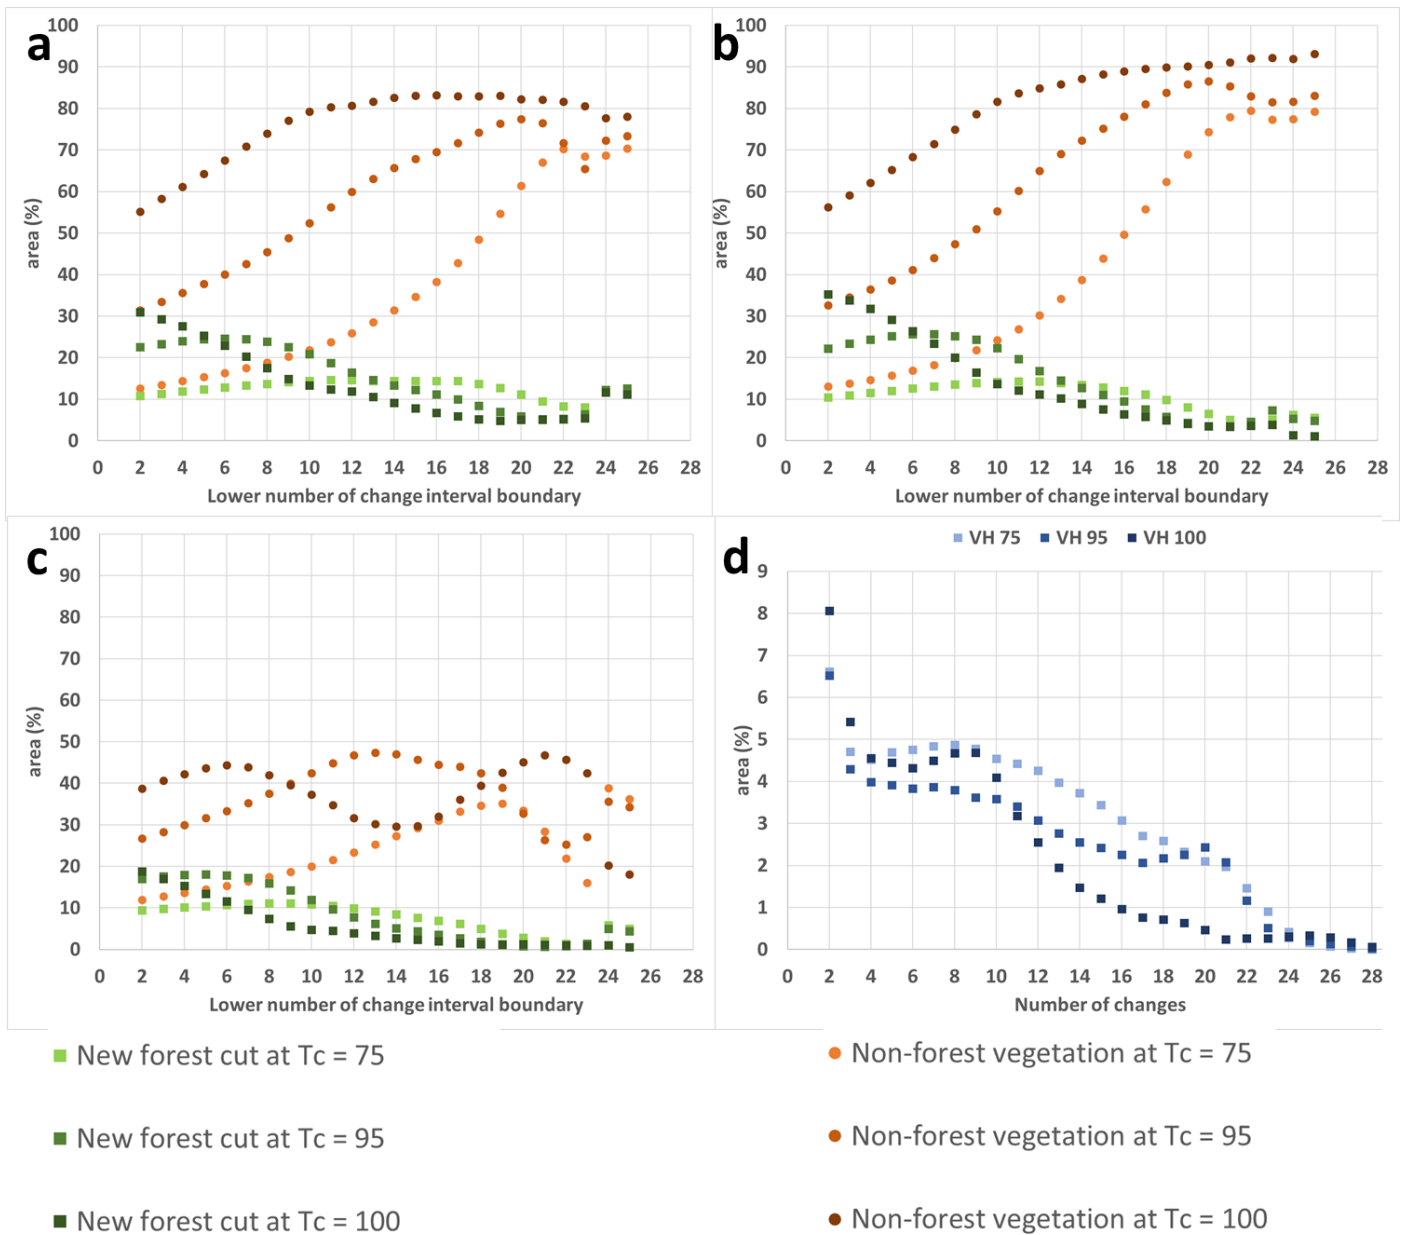 a
100
90
80
70
60
50
40
30
20
10
0
area (%)
0 2 4 6 8 10 12 14 16 18 20 22 24 26 28
Lower number of change interval boundary
b
100
90
80
70
60
50
40
30
20
10
0
area (%)
0 2 4 6 8 10 12 14 16 18 20 22 24 26 28
Lower number of change interval boundary
c
100
90
80
70
60
50
40
30
20
10
0
area (%)
0 2 4 6 8 10 12 14 16 18 20 22 24 26 28
Lower number of change interval boundary
d
VH 75 VH 95 VH 100
9
8
7
6
5
4
3
2
1
0
area (%)
0 2 4 6 8 10 12 14 16 18 20 22 24 26 28
Number of changes
New forest cut at Tc = 75
Non-forest vegetation at Tc = 75
New forest cut at Tc = 95
Non-forest vegetation at Tc = 95
New forest cut at Tc = 100
Non-forest vegetation at Tc = 100